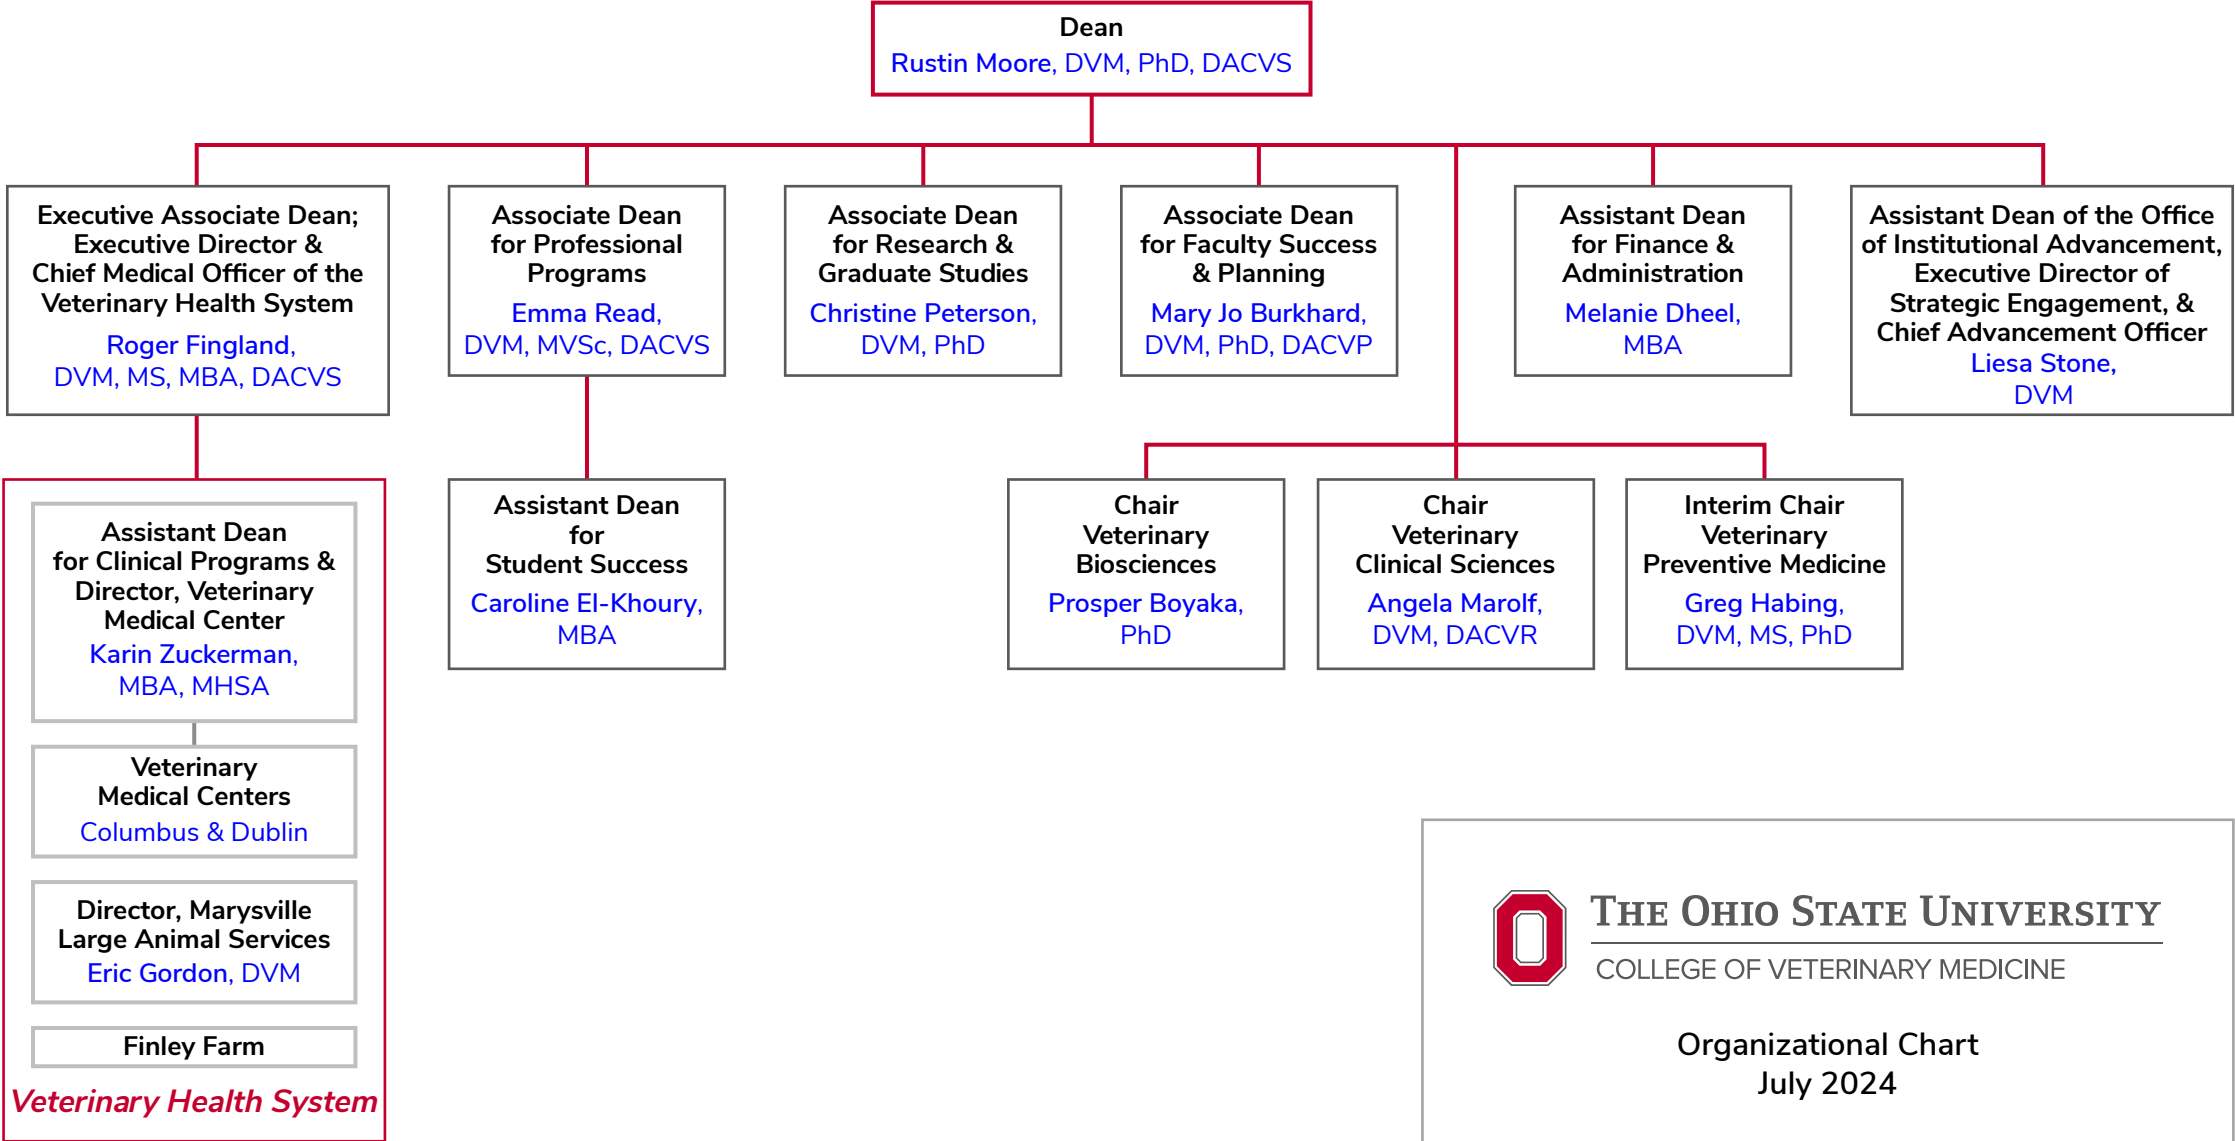 Dean
Rustin Moore, DVM, PhD, DACVS
Executive Associate Dean;
Executive Director &
Chief Medical Officer of the
Veterinary Health System
Roger Fingland,
DVM, MS, MBA, DACVS
Associate Dean
for Professional
Programs
Emma Read,
DVM, MVSc, DACVS
Associate Dean
for Research &
Graduate Studies
Christine Peterson,
DVM, PhD
Associate Dean
for Faculty Success
& Planning
Mary Jo Burkhard,
DVM, PhD, DACVP
Assistant Dean
for Finance &
Administration
Melanie Dheel,
MBA
Assistant Dean of the Office
of Institutional Advancement,
Executive Director of
Strategic Engagement, &
Chief Advancement Officer
Liesa Stone,
DVM
Assistant Dean
for Clinical Programs &
Director, Veterinary
Medical Center
Karin Zuckerman,
MBA, MHSA
Veterinary
Medical Centers
Columbus & Dublin
Director, Marysville
Large Animal Services
Eric Gordon, DVM
Finley Farm
Veterinary Health System
Assistant Dean
for
Student Success
Caroline El-Khoury,
MBA
Chair
Veterinary
Biosciences
Prosper Boyaka,
PhD
Chair
Veterinary
Clinical Sciences
Angela Marolf,
DVM, DACVR
Interim Chair
Veterinary
Preventive Medicine
Greg Habing,
DVM, MS, PhD
THE OHIO STATE UNIVERSITY
COLLEGE OF VETERINARY MEDICINE
Organizational Chart
July 2024